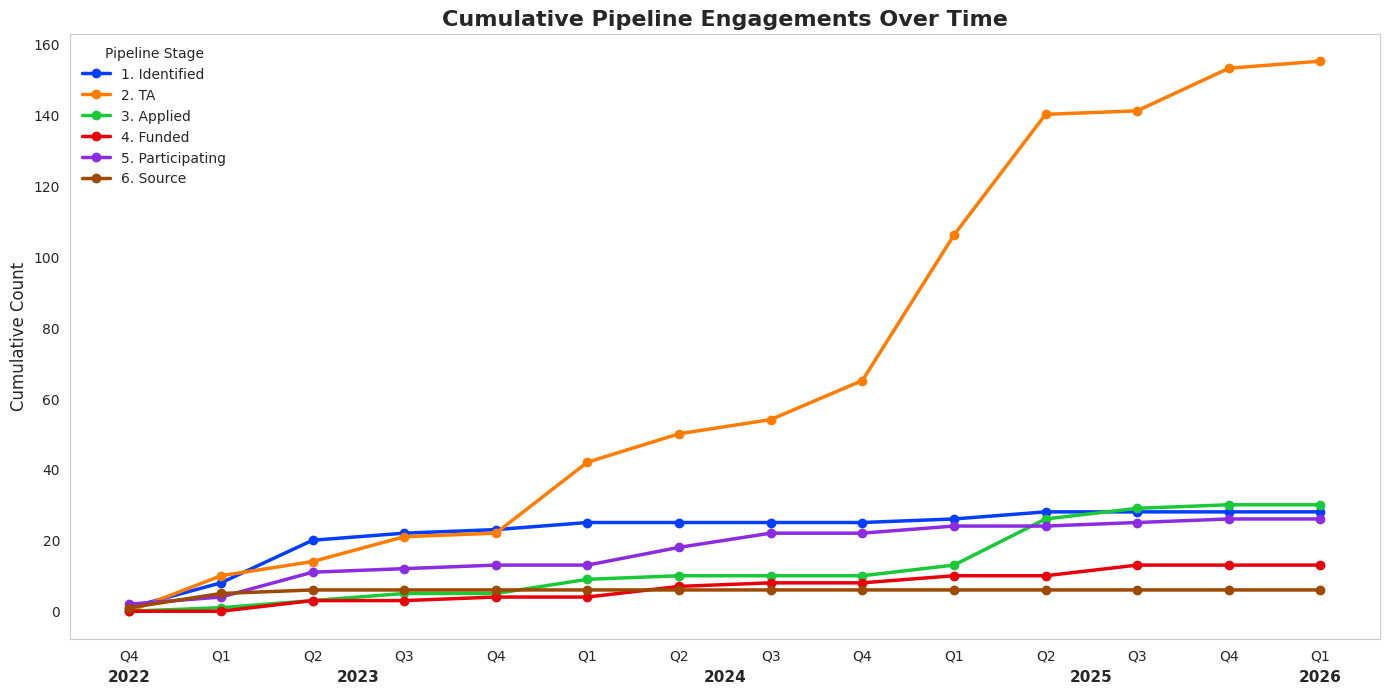 Cumulative Pipeline Engagements Over Time
Pipeline Stage
1. Identified
2. TA
3. Applied
4. Funded
5. Participating
6. Source
Cumulative Count
160
140
120
100
80
60
40
20
0
Q4 Q1 Q2 Q3 Q4 Q1 Q2 Q3 Q4 Q1 Q2 Q3 Q4 Q1
2022 2023 2024 2025 2026